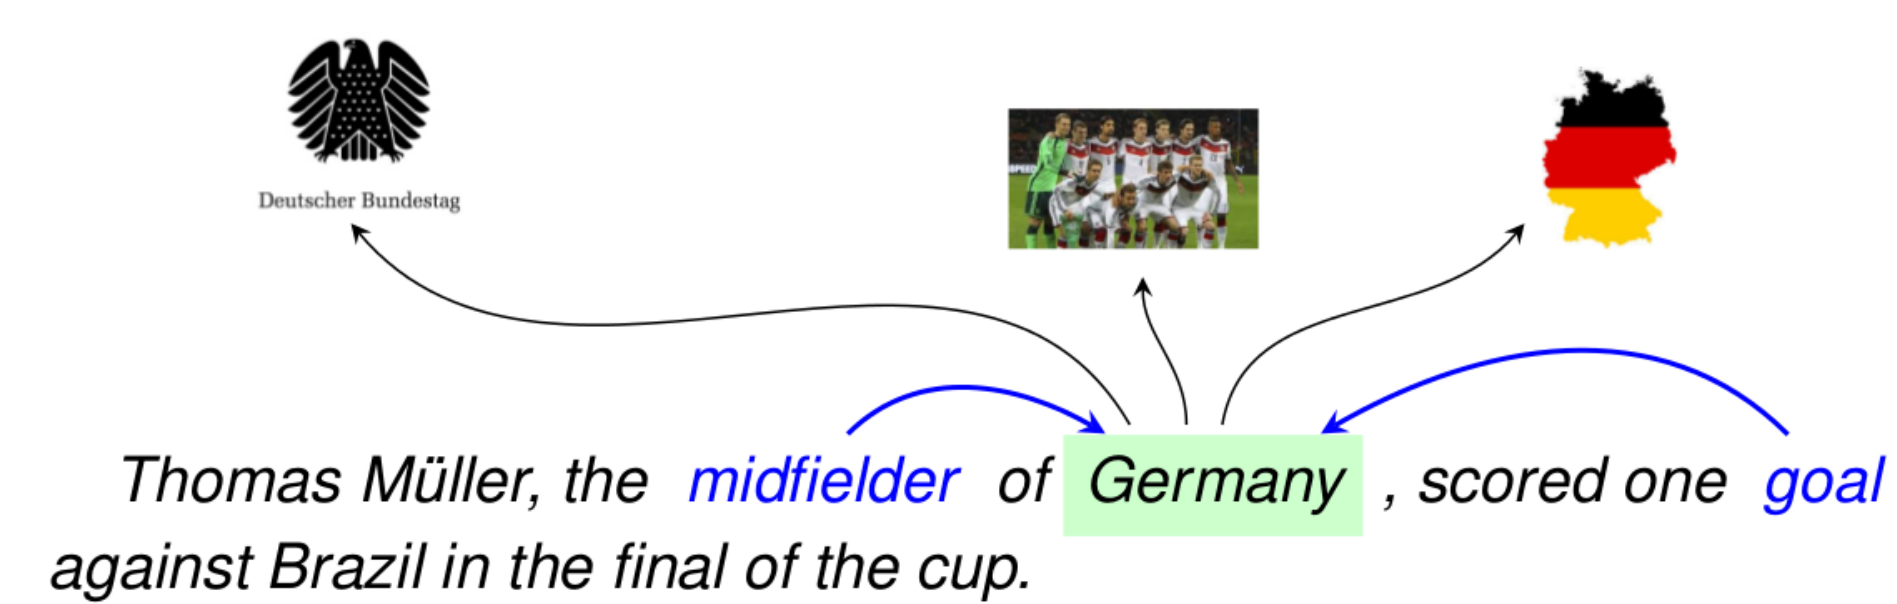 Deutscher Bundestag
Thomas Müller, the midfielder of Germany , scored one goal
against Brazil in the final of the cup.